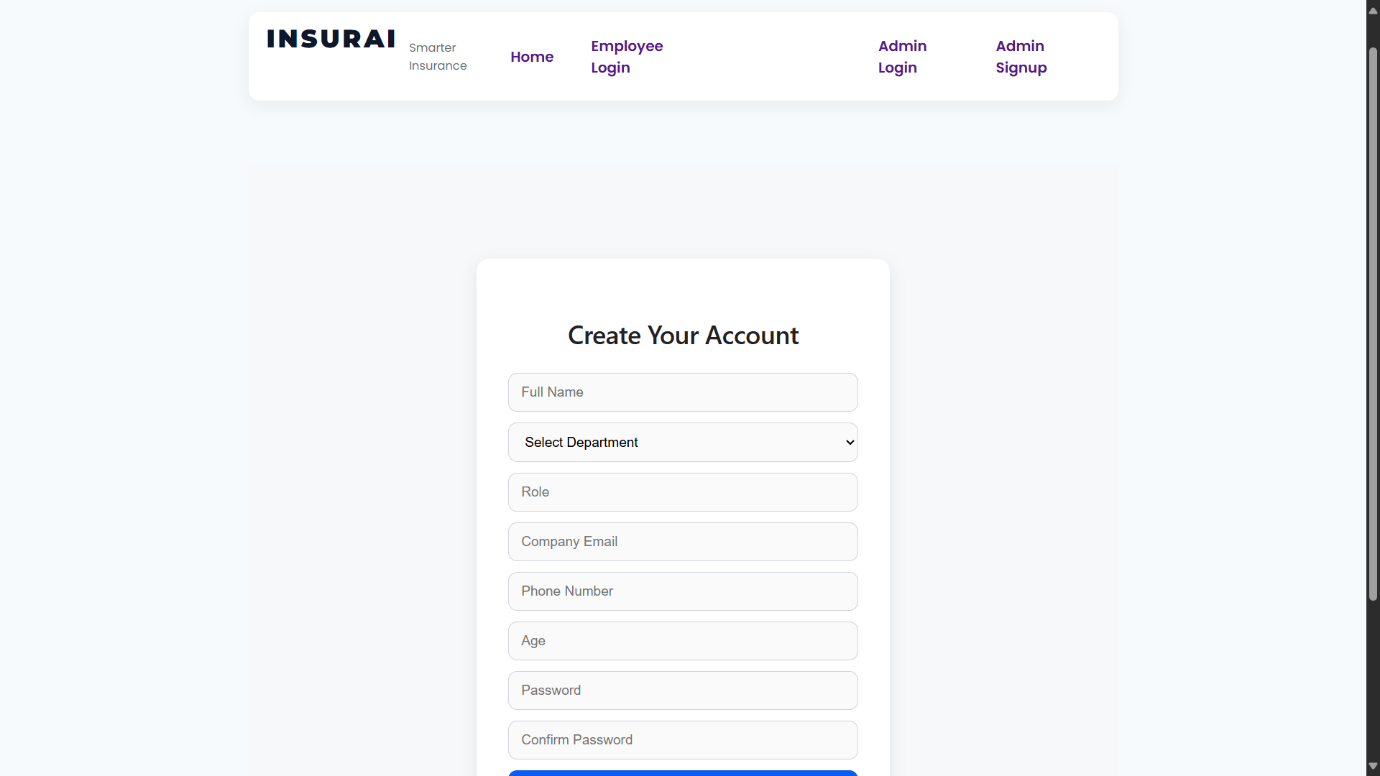 INSURAI
Smarter
Insurance
Home
Employee
Login
Admin
Login
Admin
Signup
Create Your Account
Full Name
Select Department
Role
Company Email
Phone Number
Age
Password
Confirm Password